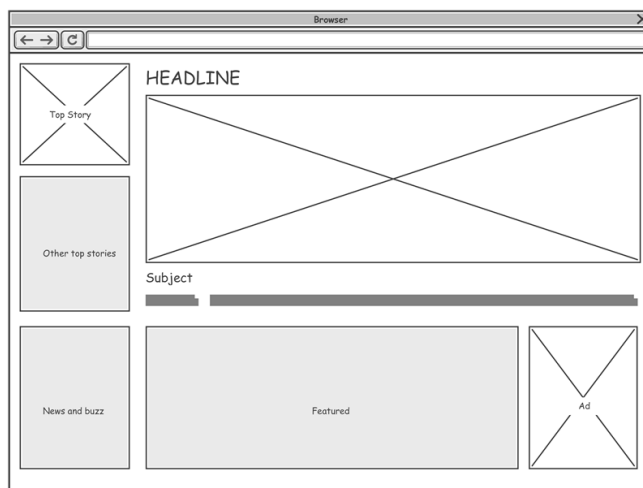 Browser
Top Story
HEADLINE
Other top stories
Subject
News and buzz
Featured
Ad